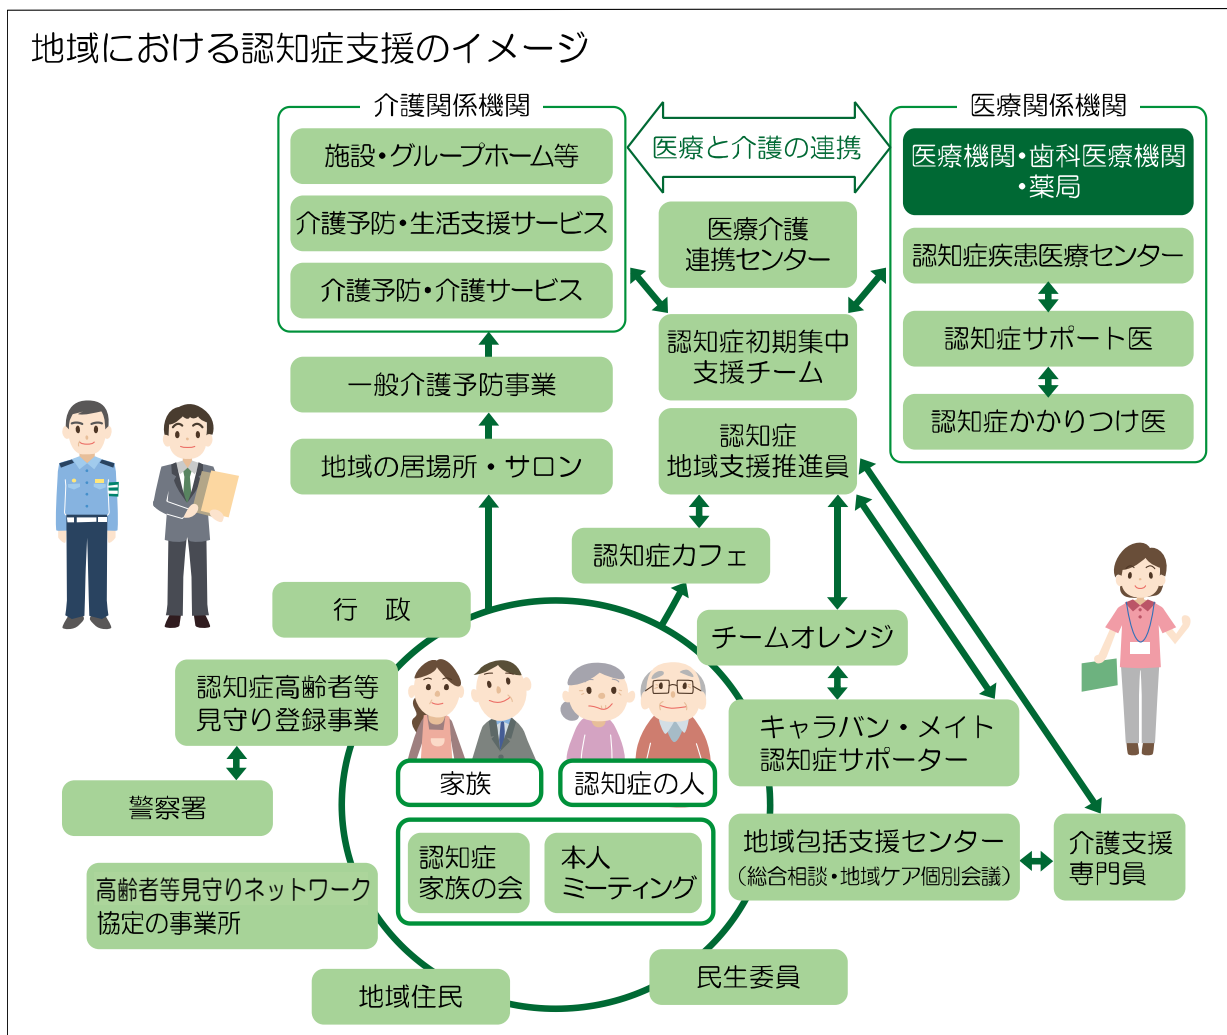 地域における認知症支援のイメージ
介護関係機関
施設・グループホーム等
介護予防・生活支援サービス
介護予防・介護サービス
医療と介護の連携
医療関係機関
医療機関・歯科医療機関
・薬局
認知症疾患医療センター
認知症サポート医
認知症かかりつけ医
医療介護
連携センター
認知症初期集中
支援チーム
認知症
地域支援推進員
一般介護予防事業
地域の居場所・サロン
認知症カフェ
行　政
チームオレンジ
認知症高齢者等
見守り登録事業
キャラバン・メイト
認知症サポーター
家族
認知症の人
警察署
認知症
家族の会
本人
ミーティング
地域包括支援センター
（総合相談・地域ケア個別会議）
介護支援
専門員
高齢者等見守りネットワーク
協定の事業所
地域住民
民生委員